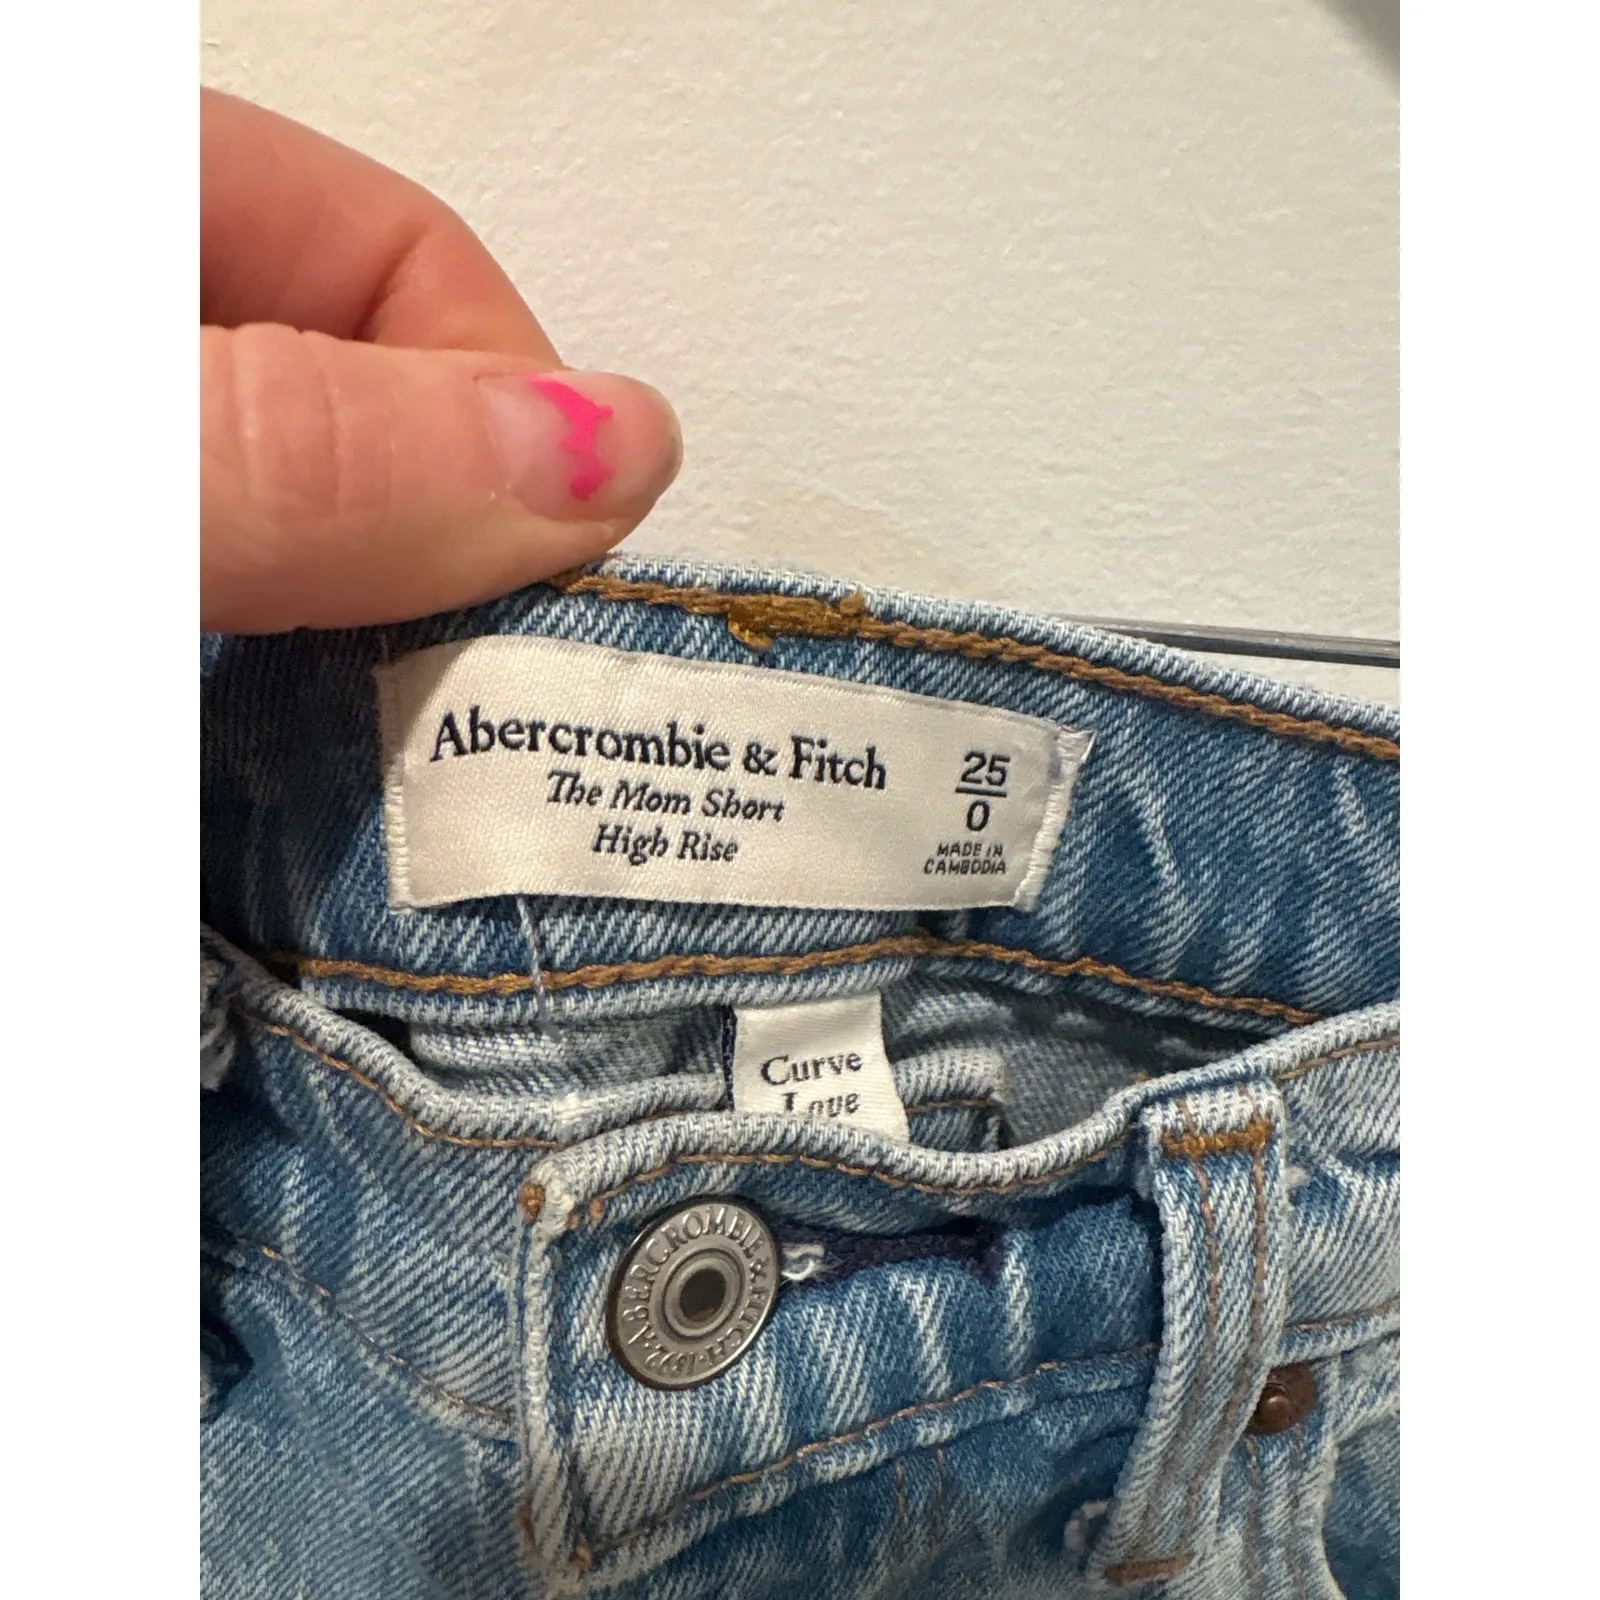 Abercrombie & Fitch
The Mom Short
High Rise
25
0
MADE IN
CAMBODIA
Curve
Love
ABERCROMBIE & FITCH · 1892 ·